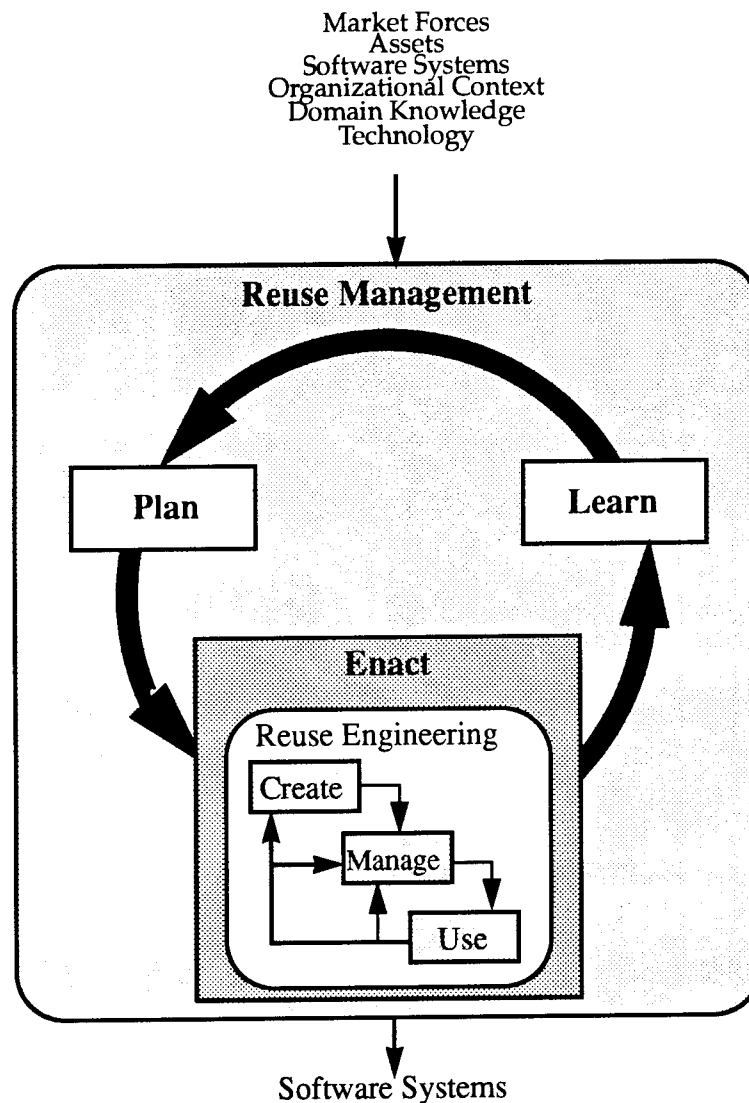 Market Forces
Assets
Software Systems
Organizational Context
Domain Knowledge
Technology
Reuse Management
Plan
Learn
Enact
Reuse Engineering
Create
Manage
Use
Software Systems